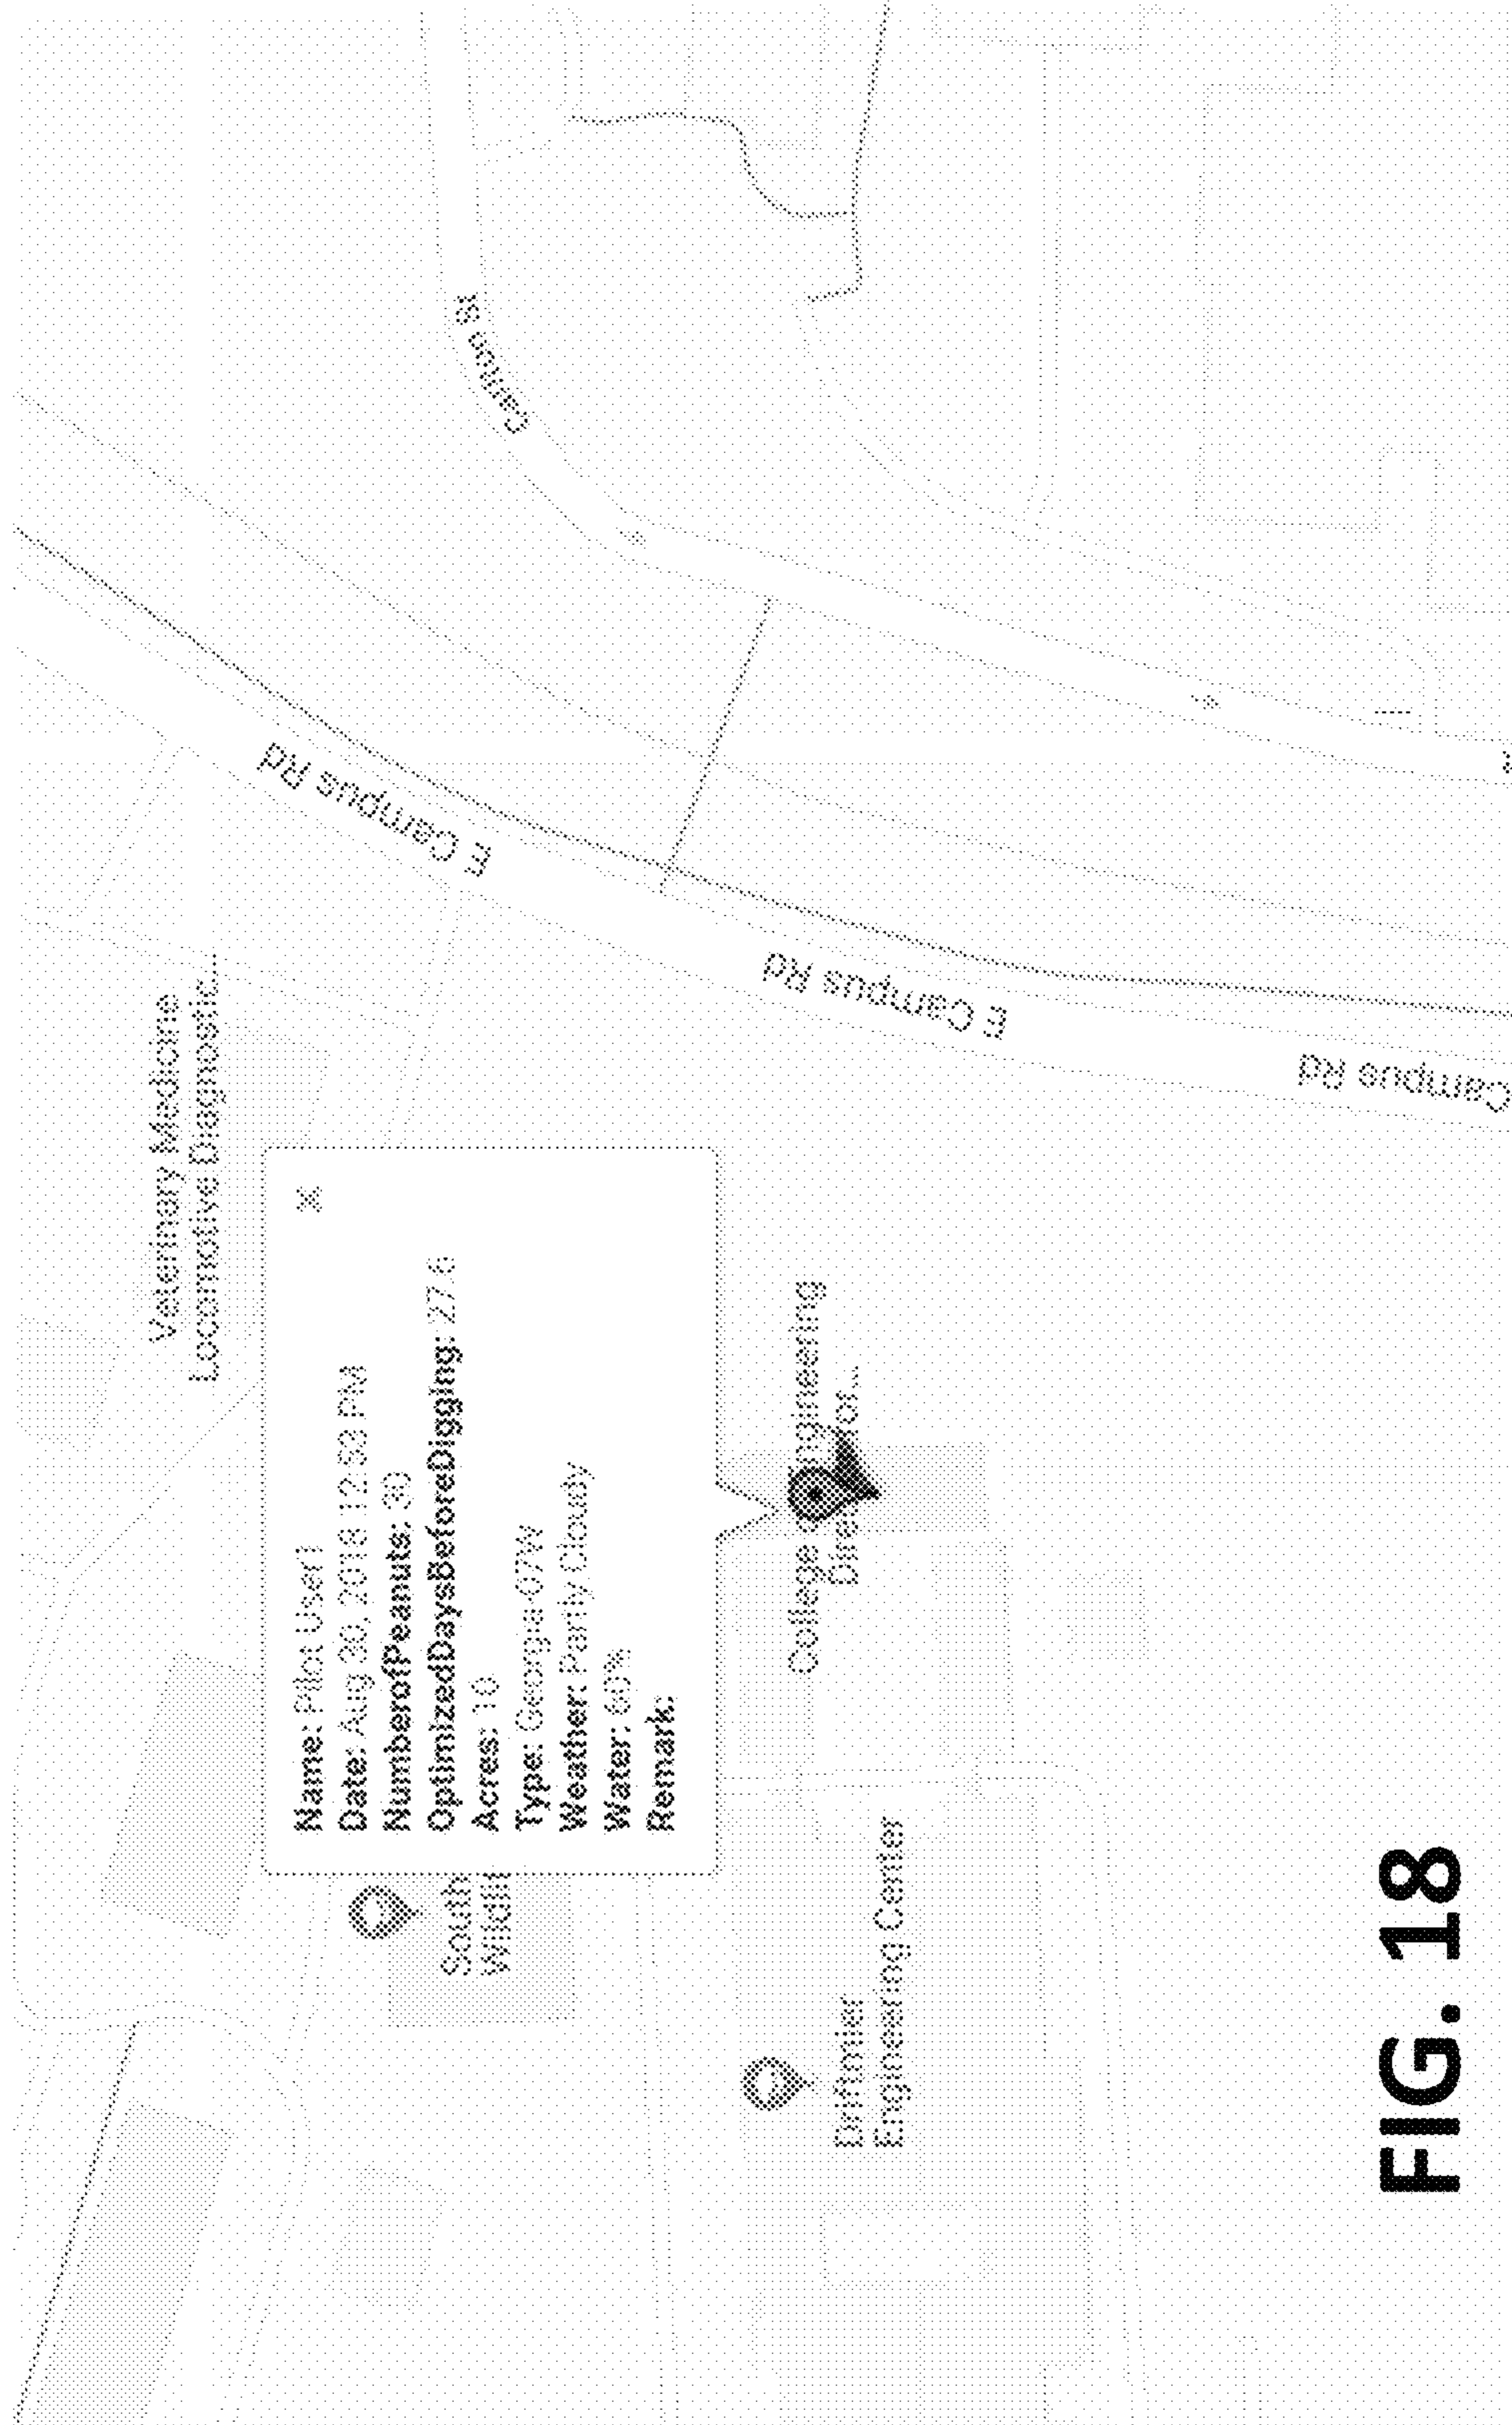 Veterinary Medicine
Locomotive Diagnostic...
×
Name: Pilot User1
Date: Aug 30, 2018 12:53 PM
NumberofPeanuts: 30
OptimizedDaysBeforeDigging: 27.6
Acres: 10
Type: Georgia-07W
Weather: Partly Cloudy
Water: 60%
Remark:
South
Wildlif
College Engineering
Driftmier
Engineering Center
E Campus Rd
E Campus Rd
Campus Rd
Carlton St
FIG. 18